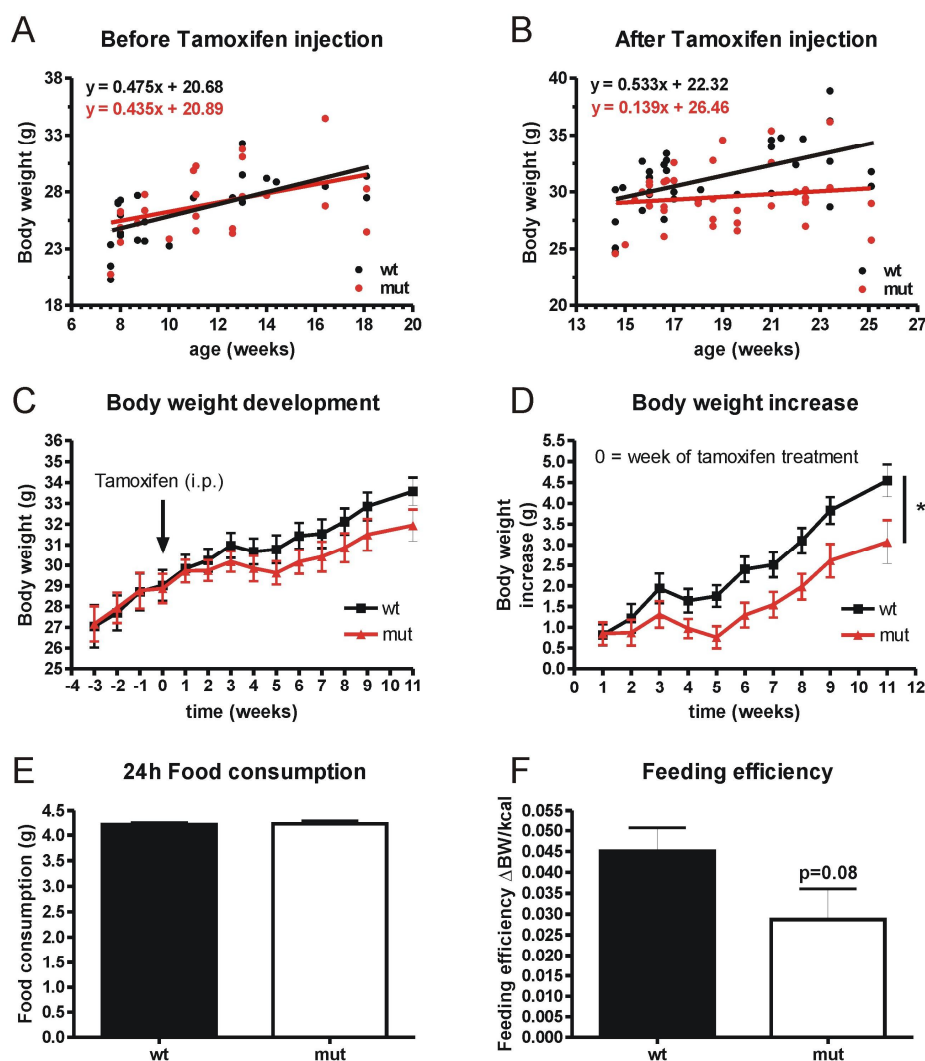 A
Before Tamoxifen injection
y = 0.475x + 20.68
y = 0.435x + 20.89
Body weight (g)
38
33
28
23
18
6 8 10 12 14 16 18 20
age (weeks)
wt
mut
B
After Tamoxifen injection
y = 0.533x + 22.32
y = 0.139x + 26.46
Body weight (g)
40
35
30
25
20
13 15 17 19 21 23 25 27
age (weeks)
wt
mut
C
Body weight development
Tamoxifen (i.p.)
Body weight (g)
36
35
34
33
32
31
30
29
28
27
26
25
-4 -3 -2 -1 0 1 2 3 4 5 6 7 8 9 11
time (weeks)
wt
mut
D
Body weight increase
0 = week of tamoxifen treatment
Body weight
increase (g)
6.0
5.5
5.0
4.5
4.0
3.5
3.0
2.5
2.0
1.5
1.0
0.5
0.0
0 1 2 3 4 5 6 7 8 9 11 12
time (weeks)
wt
mut
*
E
24h Food consumption
Food consumption (g)
4.5
4.0
3.5
3.0
2.5
2.0
1.5
1.0
0.5
0.0
wt mut
F
Feeding efficiency
Feeding efficiency ΔBW/kcal
0.055
0.050
0.045
0.040
0.035
0.030
0.025
0.020
0.015
0.010
0.005
0.000
p=0.08
wt mut